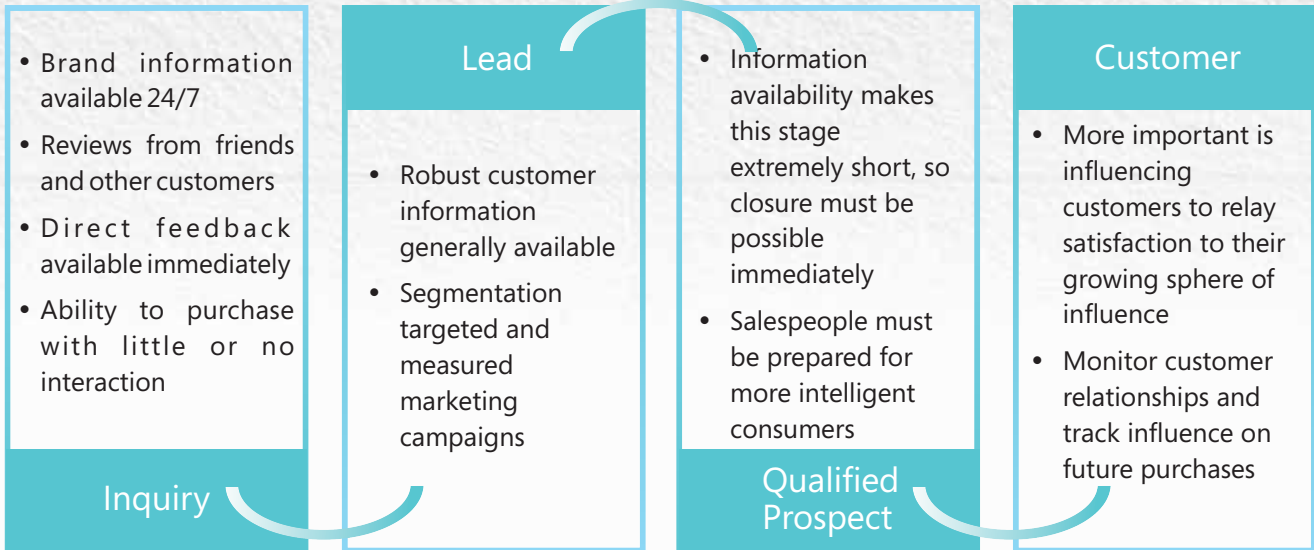 • Brand information
available 24/7
• Reviews from friends
and other customers
• Direct feedback
available immediately
• Ability to purchase
with little or no
interaction
Inquiry
Lead
• Robust customer
information
generally available
• Segmentation
targeted and
measured
marketing
campaigns
• Information
availability makes
this stage
extremely short, so
closure must be
possible
immediately
• Salespeople must
be prepared for
more intelligent
consumers
Qualified
Prospect
Customer
• More important is
influencing
customers to relay
satisfaction to their
growing sphere of
influence
• Monitor customer
relationships and
track influence on
future purchases